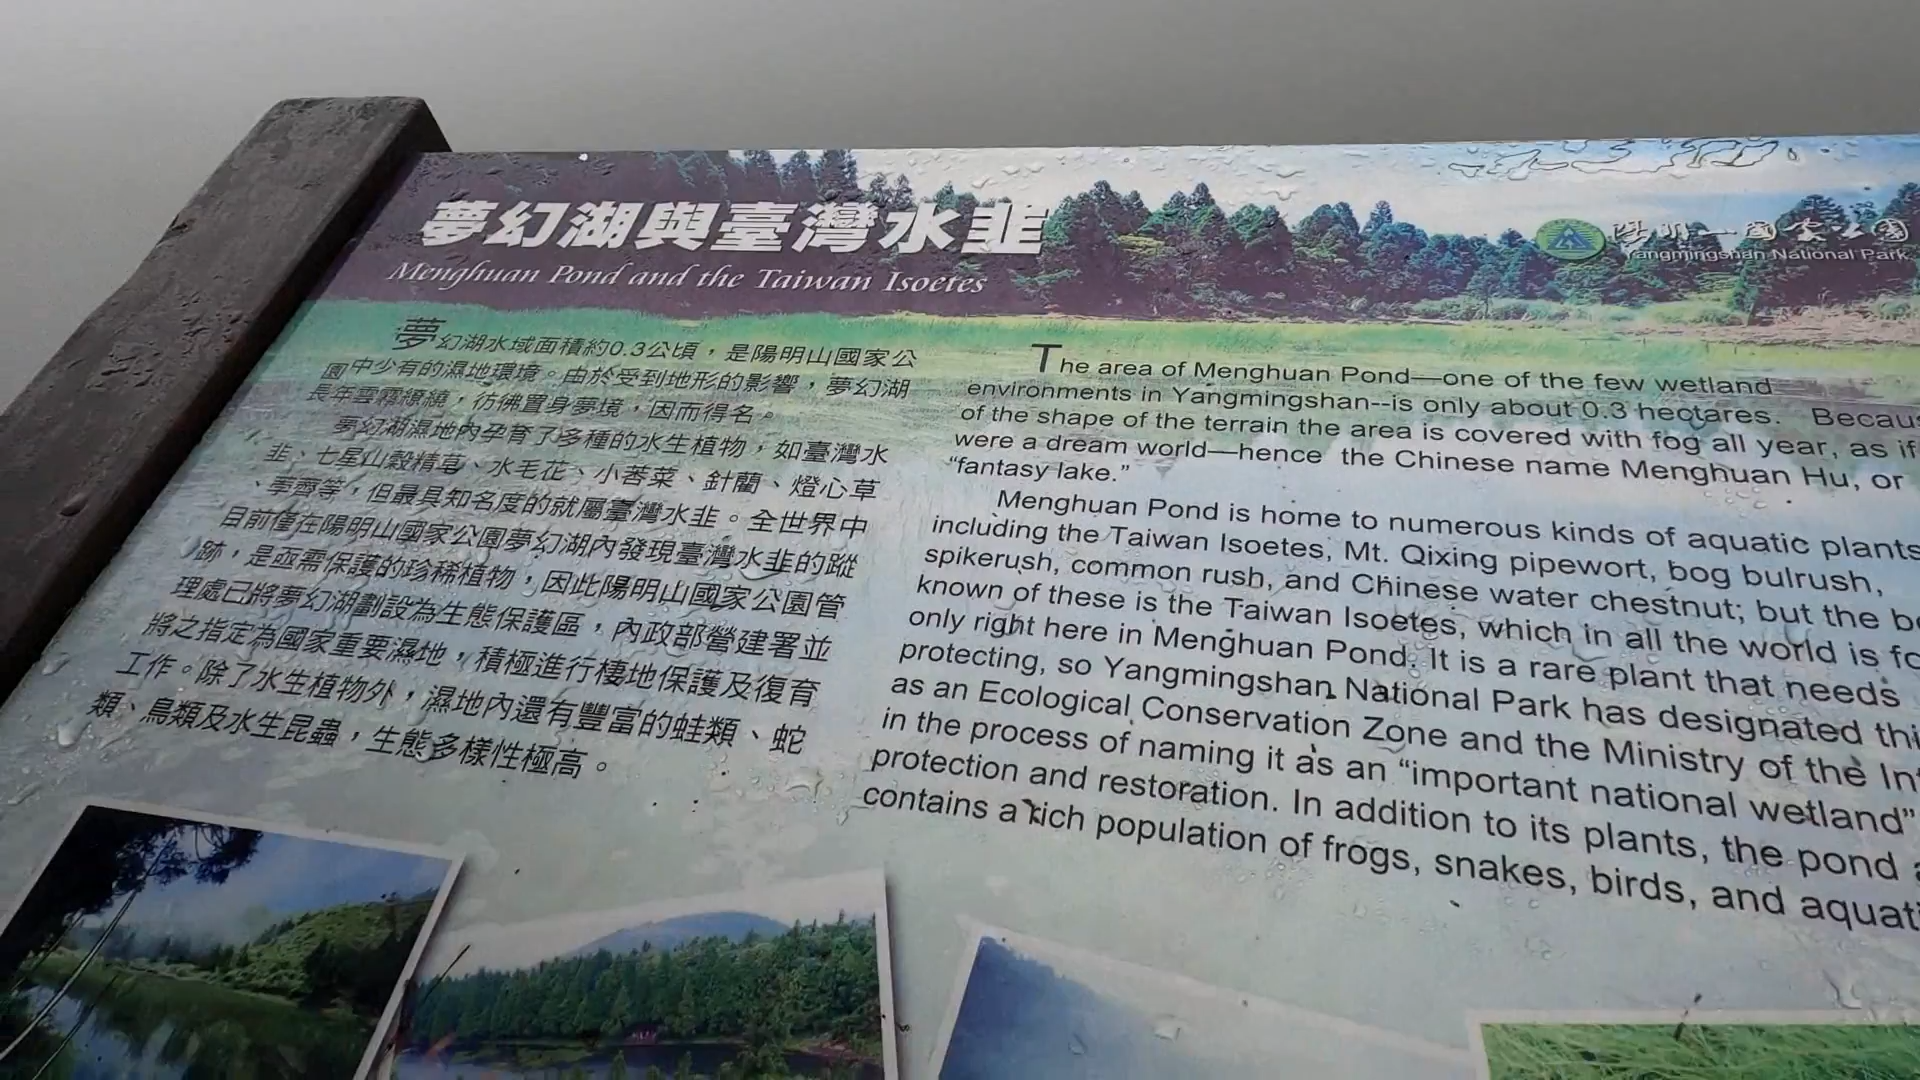 夢幻湖與臺灣水韭
Menghuan Pond and the Taiwan Isoetes
陽明山國家公園
Yangmingshan National Park
夢幻湖水域面積約0.3公頃，是陽明山國家公
園中少有的濕地環境。由於受到地形的影響，夢幻湖
長年雲霧繚繞，彷彿置身夢境，因而得名。
夢幻湖濕地內孕育了多種的水生植物，如臺灣水
韭、七星山穀精草、水毛花、小莕菜、針藺、燈心草
、荸薺等，但最具知名度的就屬臺灣水韭。全世界中
目前僅在陽明山國家公園夢幻湖內發現臺灣水韭的蹤
跡，是亟需保護的珍稀植物，因此陽明山國家公園管
理處已將夢幻湖劃設為生態保護區，內政部營建署並
將之指定為國家重要濕地，積極進行棲地保護及復育
工作。除了水生植物外，濕地內還有豐富的蛙類、蛇
類、鳥類及水生昆蟲，生態多樣性極高。
The area of Menghuan Pond—one of the few wetland
environments in Yangmingshan--is only about 0.3 hectares. Becaus
of the shape of the terrain the area is covered with fog all year, as if
were a dream world—hence the Chinese name Menghuan Hu, or
“fantasy lake.”
Menghuan Pond is home to numerous kinds of aquatic plants
including the Taiwan Isoetes, Mt. Qixing pipewort, bog bulrush,
spikerush, common rush, and Chinese water chestnut; but the be
known of these is the Taiwan Isoetes, which in all the world is fo
only right here in Menghuan Pond. It is a rare plant that needs
protecting, so Yangmingshan National Park has designated thi
as an Ecological Conservation Zone and the Ministry of the Int
in the process of naming it as an “important national wetland”
protection and restoration. In addition to its plants, the pond a
contains a rich population of frogs, snakes, birds, and aquati